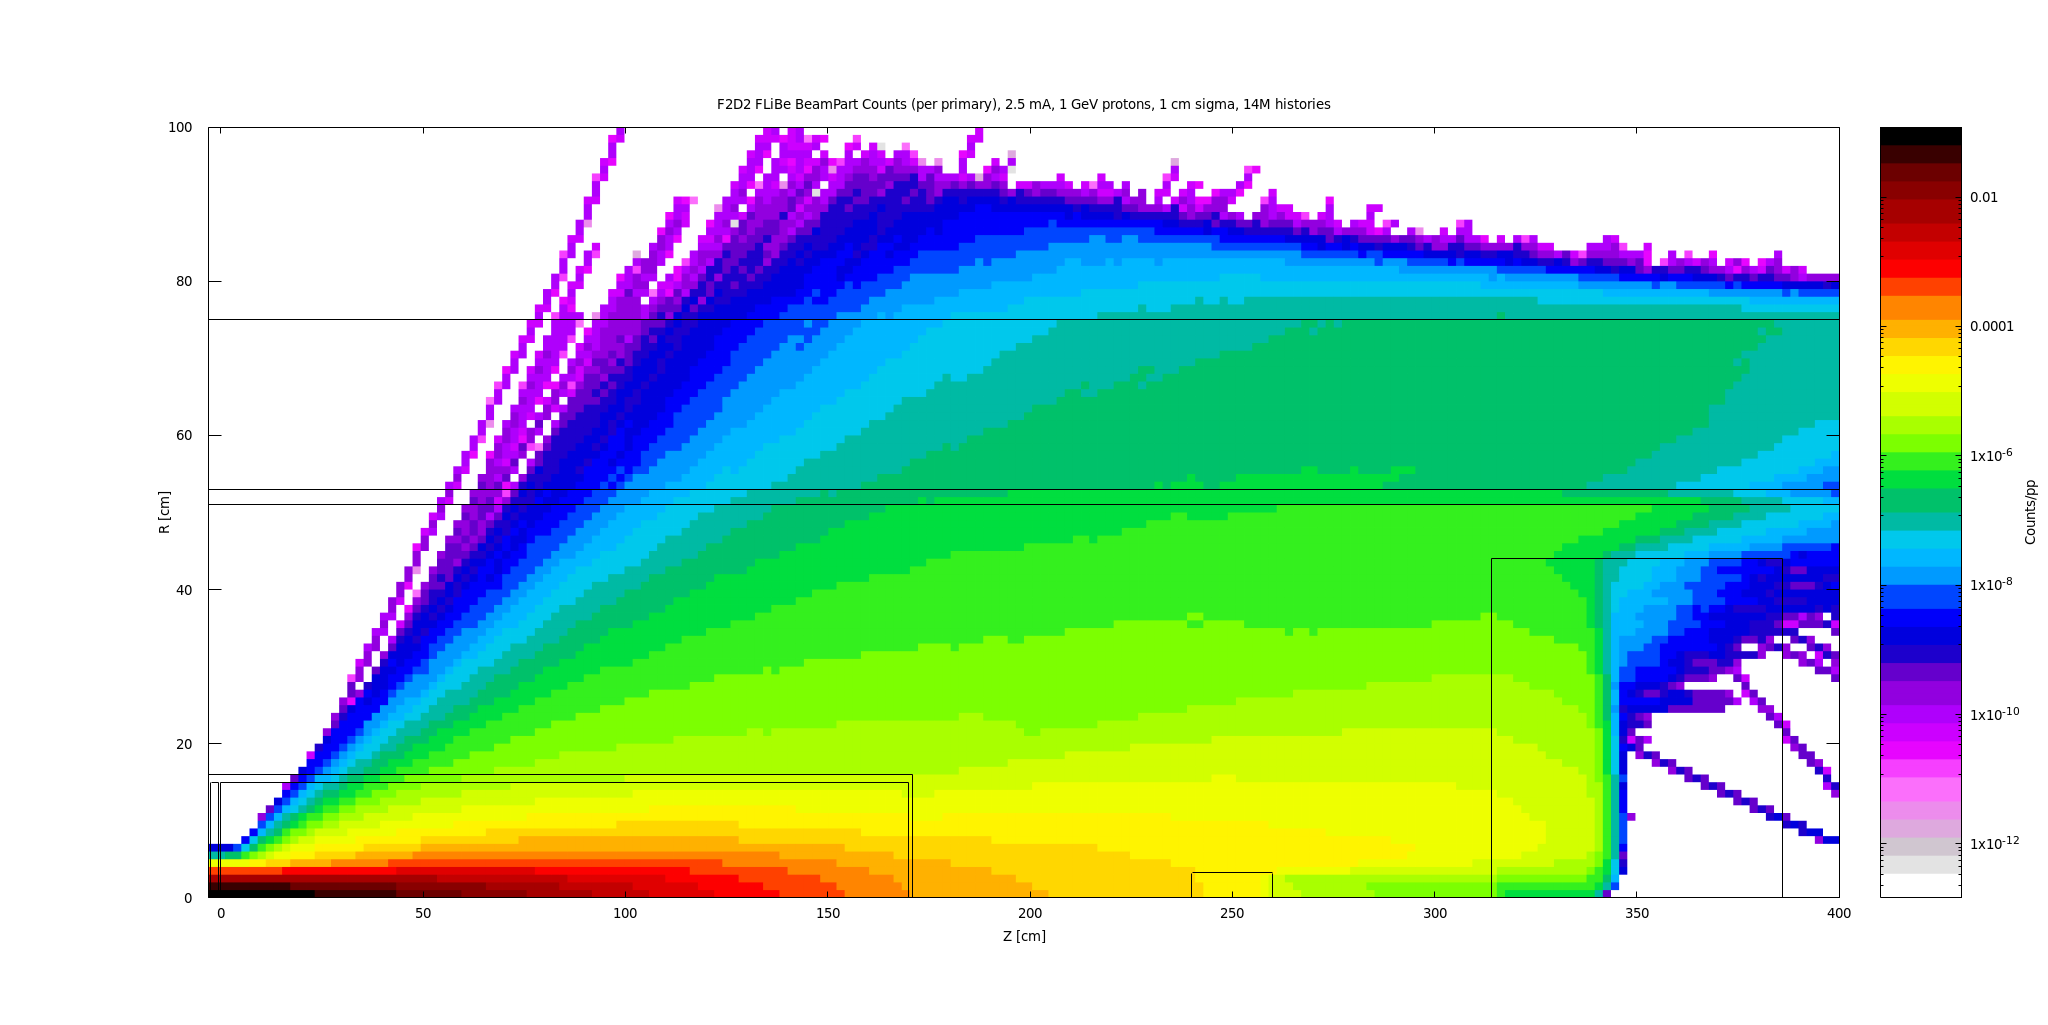 F2D2 FLiBe BeamPart Counts (per primary), 2.5 mA, 1 GeV protons, 1 cm sigma, 14M histories
100
80
60
40
20
0
R [cm]
0 50 100 150 200 250 300 350 400
Z [cm]
0.01
0.0001
1x10-6
1x10-8
1x10-10
1x10-12
Counts/pp